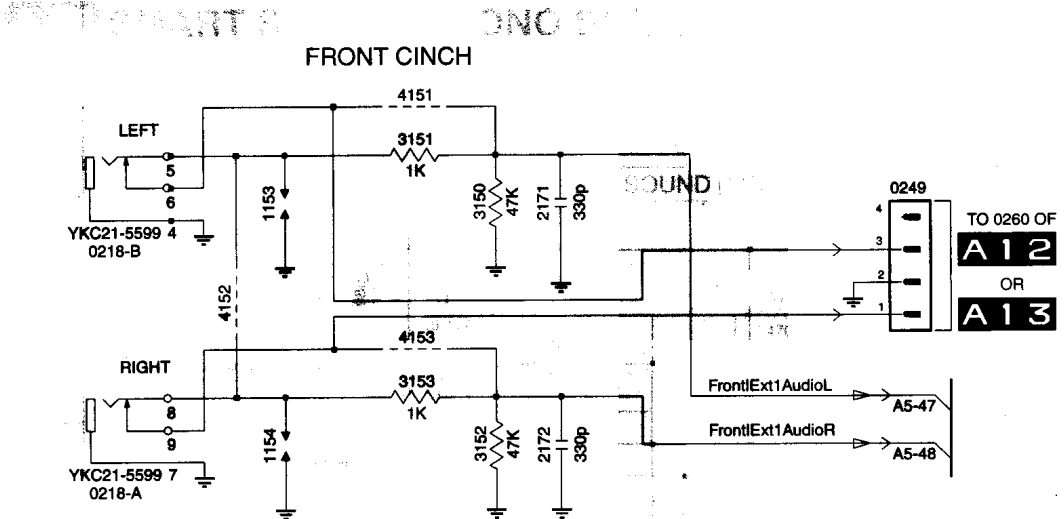 FRONT CINCH
4151
LEFT
3151
1K
5
6
1153
3150
47K
2171
330p
SOUND
0249
4
3
2
1
TO 0260 OF
A12
OR
A13
YKC21-5599 4
0218-B
4152
4153
RIGHT
3153
1K
8
9
1154
3152
47K
2172
330p
FrontlExt1AudioL
A5-47
FrontlExt1AudioR
A5-48
YKC21-5599 7
0218-A